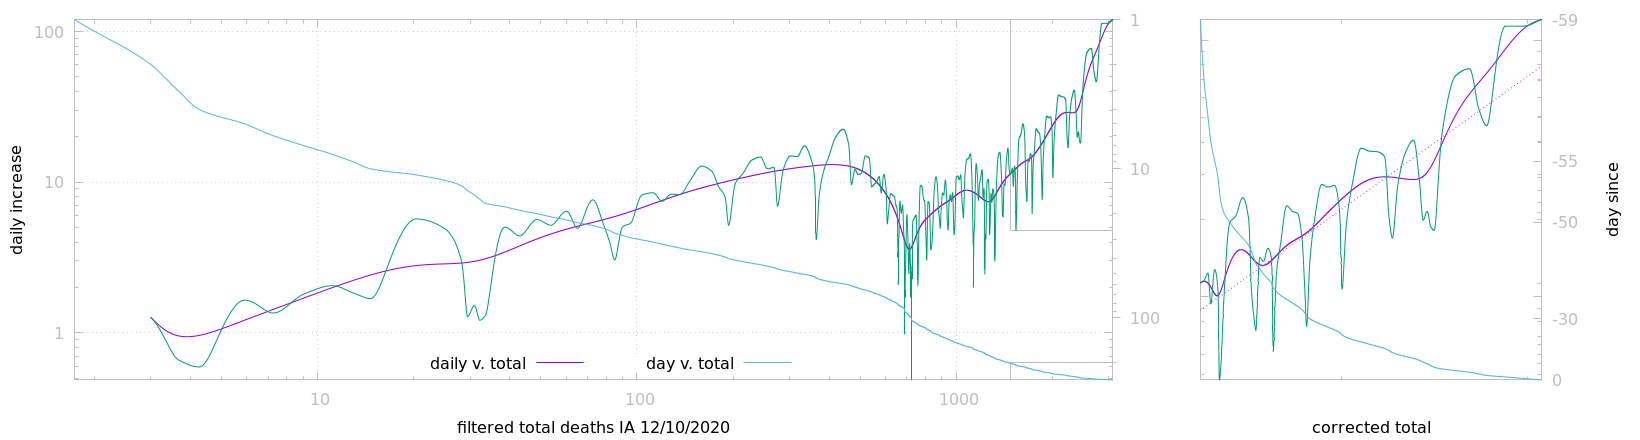 100
10
1
daily increase
10
100
1000
1
10
100
daily v. total
day v. total
filtered total deaths IA 12/10/2020
-59
-55
-50
-30
0
day since
corrected total